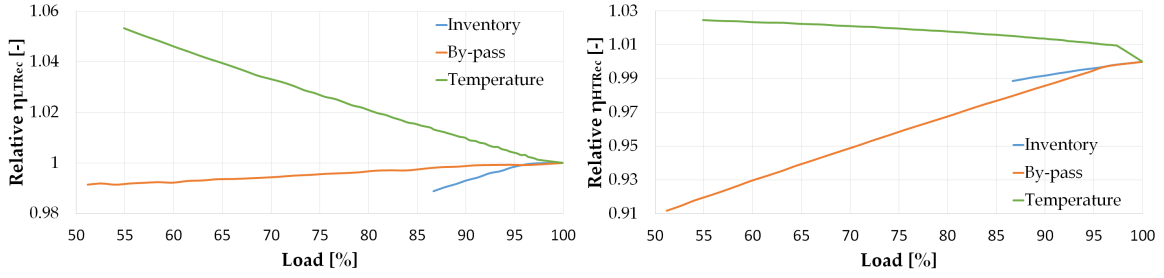 Relative ηLTRec [-]
1.06
1.04
1.02
1
0.98
Inventory
By-pass
Temperature
50 55 60 65 70 75 80 85 90 95 100
Load [%]
Relative ηHTRec [-]
1.03
1.01
0.99
0.97
0.95
0.93
0.91
Inventory
By-pass
Temperature
50 55 60 65 70 75 80 85 90 95 100
Load [%]